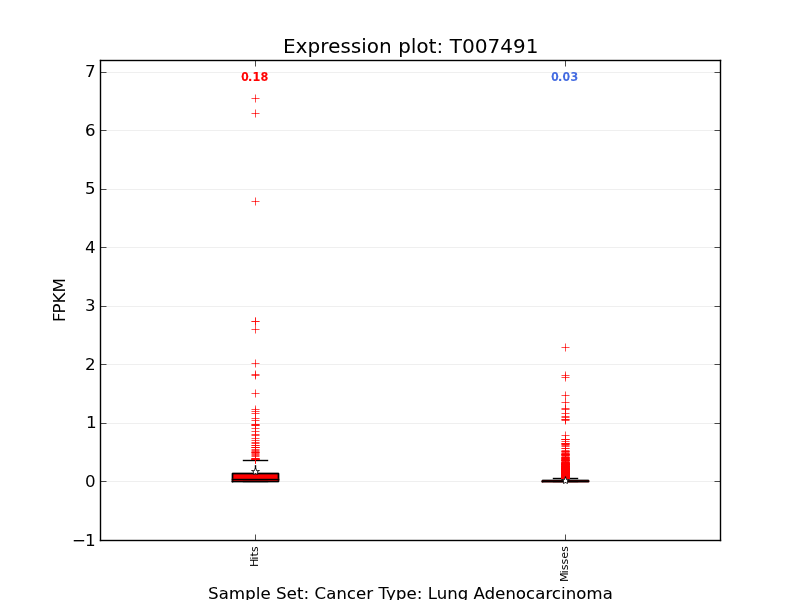 Expression plot: T007491
0.18
0.03
7
6
5
4
3
2
1
0
−1
FPKM
Hits
Misses
Sample Set: Cancer Type: Lung Adenocarcinoma